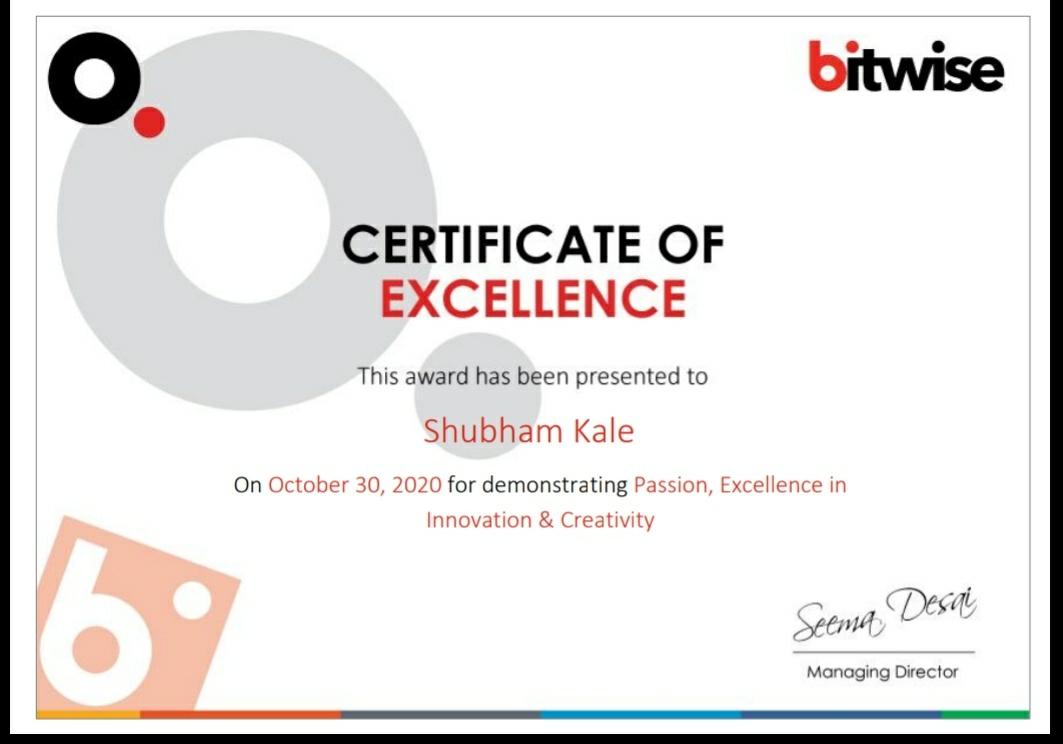 bitwise
CERTIFICATE OF
EXCELLENCE
This award has been presented to
Shubham Kale
On October 30, 2020 for demonstrating Passion, Excellence in
Innovation & Creativity
b
Seema Desai
Managing Director